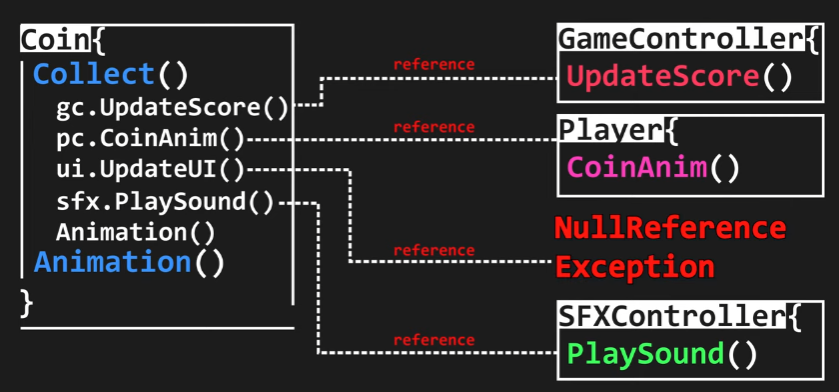 Coin{
Collect()
gc.UpdateScore()
pc.CoinAnim()
ui.UpdateUI()
sfx.PlaySound()
Animation()
Animation()
}
reference
reference
reference
reference
GameController{
UpdateScore()
Player{
CoinAnim()
NullReference
Exception
SFXController{
PlaySound()